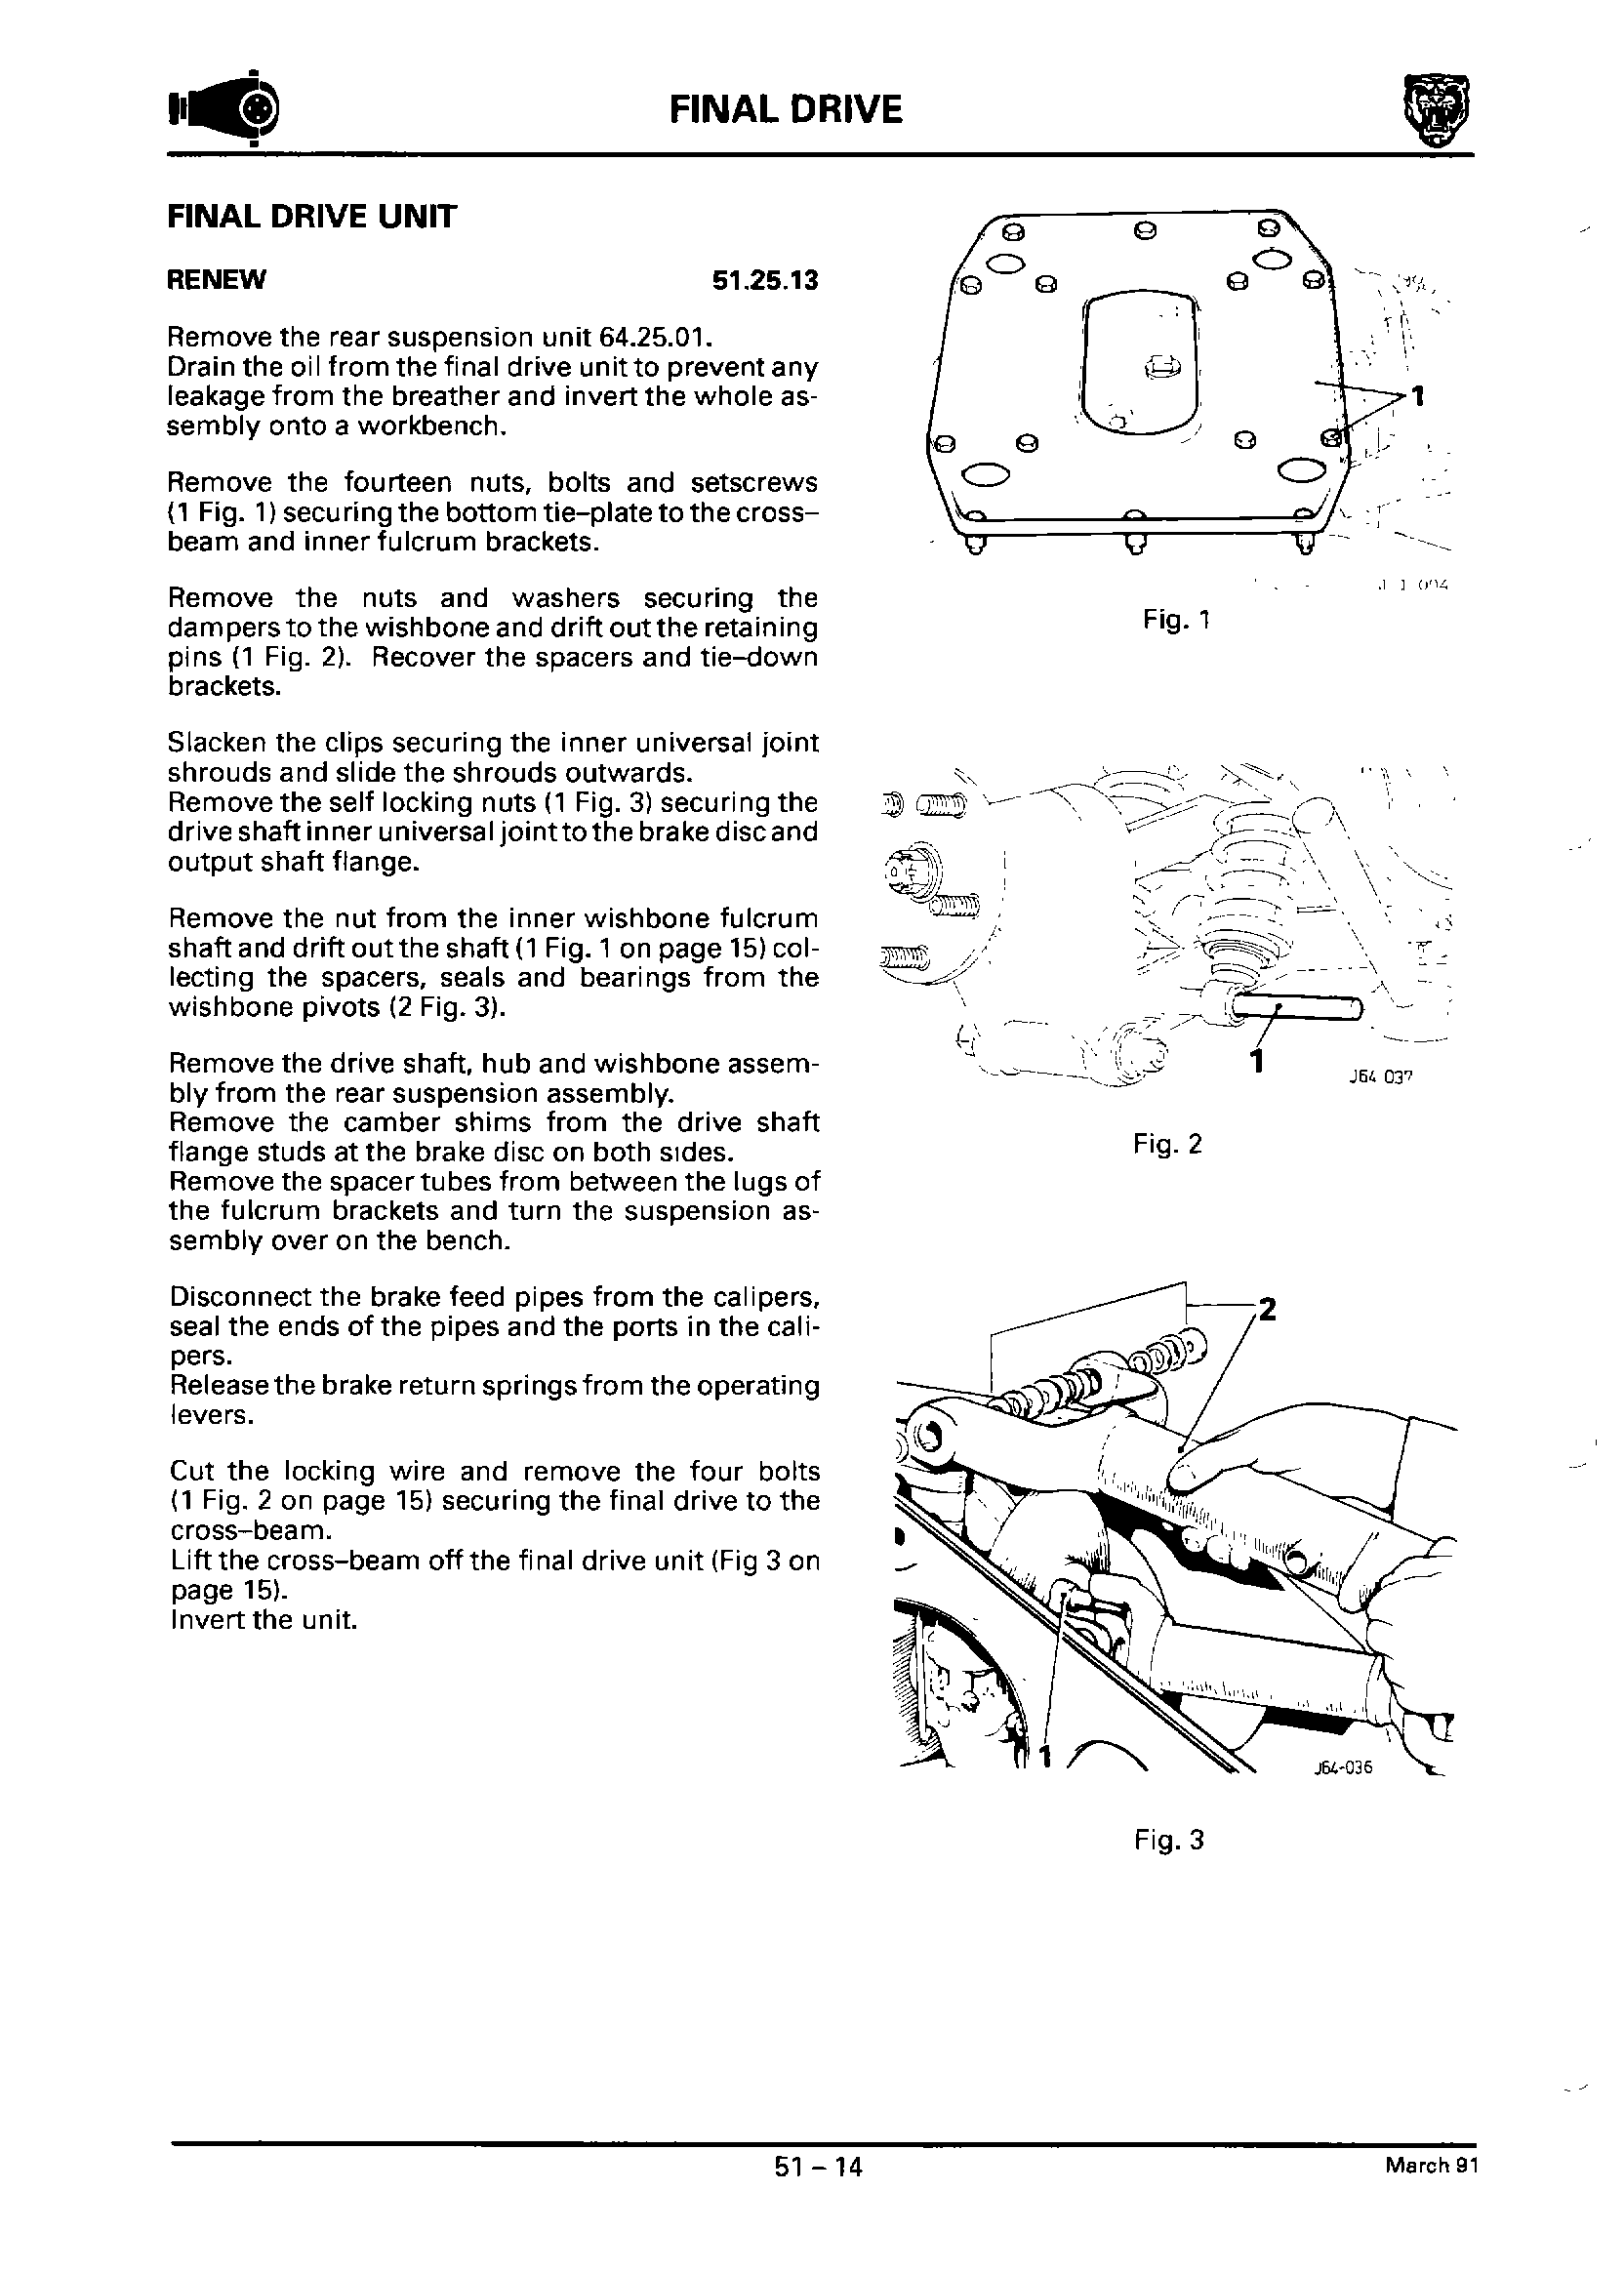 FINAL DRIVE
FINAL DRIVE UNIT
RENEW 51.25.13
Remove the rear suspension unit 64.25.01.
Drain the oil from the final drive unit to prevent any
leakage from the breather and invert the whole as-
sembly onto a workbench.
Remove the fourteen nuts, bolts and setscrews
(1 Fig. 1) securing the bottom tie–plate to the cross–
beam and inner fulcrum brackets.
Remove the nuts and washers securing the
dampers to the wishbone and drift out the retaining
pins (1 Fig. 2). Recover the spacers and tie–down
brackets.
Slacken the clips securing the inner universal joint
shrouds and slide the shrouds outwards.
Remove the self locking nuts (1 Fig. 3) securing the
drive shaft inner universal joint to the brake disc and
output shaft flange.
Remove the nut from the inner wishbone fulcrum
shaft and drift out the shaft (1 Fig. 1 on page 15) col-
lecting the spacers, seals and bearings from the
wishbone pivots (2 Fig. 3).
Remove the drive shaft, hub and wishbone assem-
bly from the rear suspension assembly.
Remove the camber shims from the drive shaft
flange studs at the brake disc on both sides.
Remove the spacer tubes from between the lugs of
the fulcrum brackets and turn the suspension as-
sembly over on the bench.
Disconnect the brake feed pipes from the calipers,
seal the ends of the pipes and the ports in the cali-
pers.
Release the brake return springs from the operating
levers.
Cut the locking wire and remove the four bolts
(1 Fig. 2 on page 15) securing the final drive to the
cross–beam.
Lift the cross–beam off the final drive unit (Fig 3 on
page 15).
Invert the unit.
1
Fig. 1
1
J64 037
Fig. 2
2
1
J64-036
Fig. 3
51 – 14
March 91